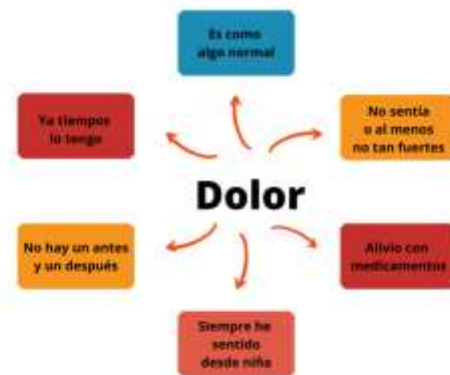 Es como
algo normal
Ya tiempos
lo tengo
No sentía
o al menos
no tan fuertes
Dolor
No hay un antes
y un después
Alivio con
medicamentos
Siempre he
sentido
desde niña